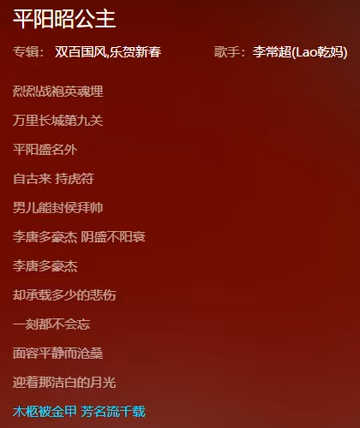 平阳昭公主
专辑： 双百国风,乐贺新春 歌手：李常超(Lao乾妈)
烈烈战袍英魂埋
万里长城第九关
平阳盛名外
自古来 持虎符
男儿能封侯拜帅
李唐多豪杰 阴盛不阳衰
李唐多豪杰
却承载多少的悲伤
一刻都不会忘
面容平静而沧桑
迎着那洁白的月光
木柩被金甲 芳名流千载